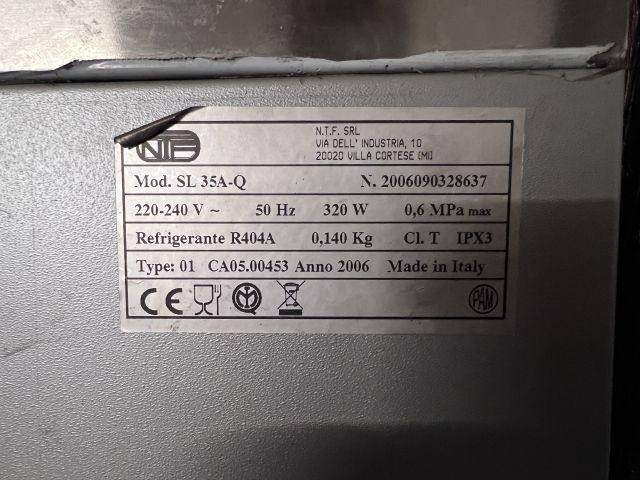 NTF
N.T.F. SRL
VIA DELL' INDUSTRIA, 10
20020 VILLA CORTESE (MI)
Mod. SL 35A-Q N. 2006090328637
220-240 V ~ 50 Hz 320 W 0,6 MPa max
Refrigerante R404A 0,140 Kg Cl. T IPX3
Type: 01 CA05.00453 Anno 2006 Made in Italy
CE PAM